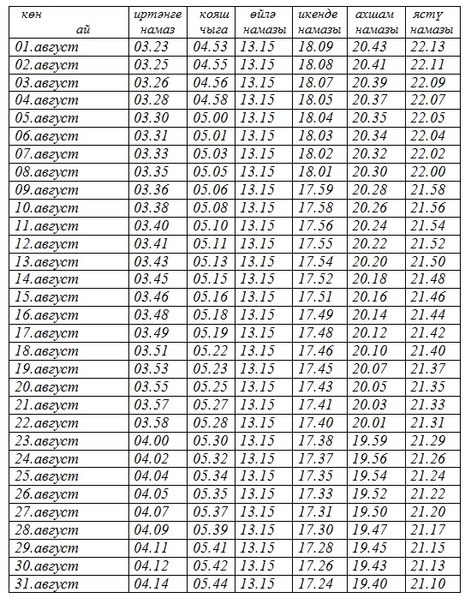 көн иртәнге кояш өйлә икенде ахшам ястү
ай намаз чыга намазы намазы намазы намазы
01.август 03.23 04.53 13.15 18.09 20.43 22.13
02.август 03.25 04.55 13.15 18.08 20.41 22.11
03.август 03.26 04.56 13.15 18.07 20.39 22.09
04.август 03.28 04.58 13.15 18.05 20.37 22.07
05.август 03.30 05.00 13.15 18.04 20.35 22.05
06.август 03.31 05.01 13.15 18.03 20.34 22.04
07.август 03.33 05.03 13.15 18.02 20.32 22.02
08.август 03.35 05.05 13.15 18.01 20.30 22.00
09.август 03.36 05.06 13.15 17.59 20.28 21.58
10.август 03.38 05.08 13.15 17.58 20.26 21.56
11.август 03.40 05.10 13.15 17.56 20.24 21.54
12.август 03.41 05.11 13.15 17.55 20.22 21.52
13.август 03.43 05.13 13.15 17.54 20.20 21.50
14.август 03.45 05.15 13.15 17.52 20.18 21.48
15.август 03.46 05.16 13.15 17.51 20.16 21.46
16.август 03.48 05.18 13.15 17.49 20.14 21.44
17.август 03.49 05.19 13.15 17.48 20.12 21.42
18.август 03.51 05.22 13.15 17.46 20.10 21.40
19.август 03.53 05.23 13.15 17.45 20.07 21.37
20.август 03.55 05.25 13.15 17.43 20.05 21.35
21.август 03.57 05.27 13.15 17.41 20.03 21.33
22.август 03.58 05.28 13.15 17.40 20.01 21.31
23.август 04.00 05.30 13.15 17.38 19.59 21.29
24.август 04.02 05.32 13.15 17.37 19.56 21.26
25.август 04.04 05.34 13.15 17.35 19.54 21.24
26.август 04.05 05.35 13.15 17.33 19.52 21.22
27.август 04.07 05.37 13.15 17.31 19.50 21.20
28.август 04.09 05.39 13.15 17.30 19.47 21.17
29.август 04.11 05.41 13.15 17.28 19.45 21.15
30.август 04.12 05.42 13.15 17.26 19.43 21.13
31.август 04.14 05.44 13.15 17.24 19.40 21.10